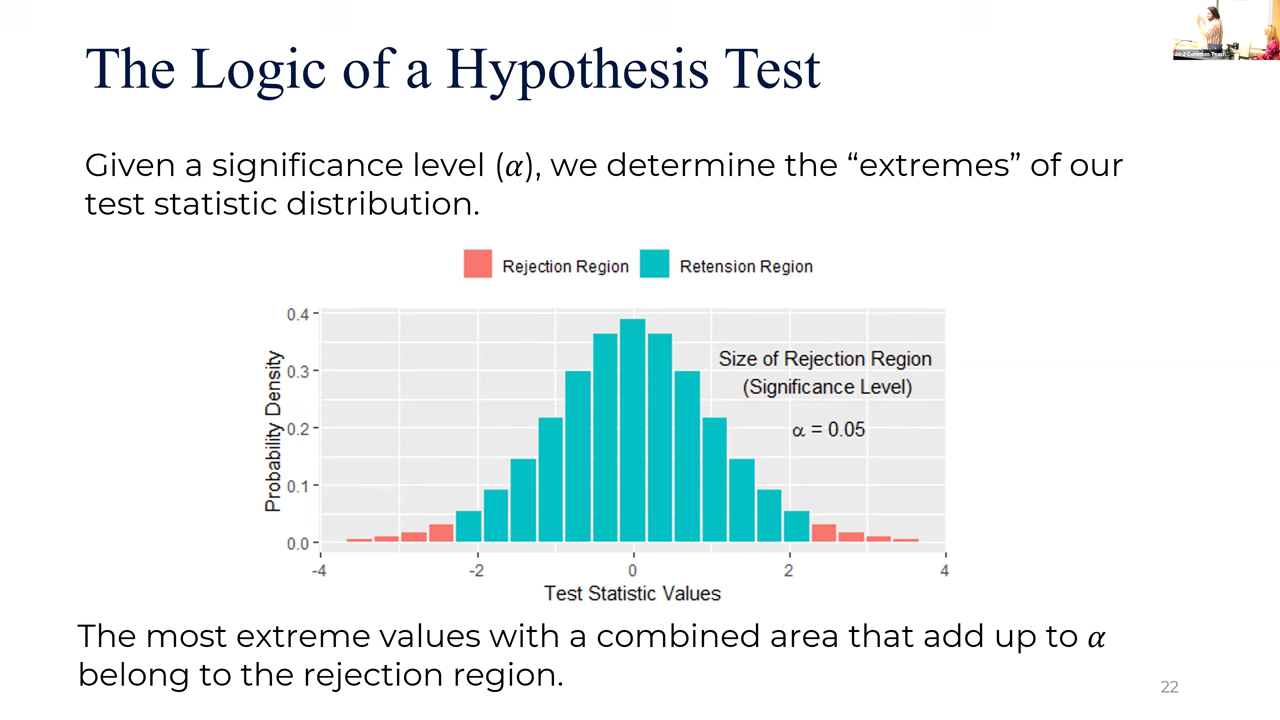 The Logic of a Hypothesis Test
Given a significance level (α), we determine the “extremes” of our
test statistic distribution.
Rejection Region
Retension Region
Probability Density
0.4
0.3
0.2
0.1
0.0
Size of Rejection Region
(Significance Level)
α = 0.05
-4
-2
0
2
4
Test Statistic Values
The most extreme values with a combined area that add up to α
belong to the rejection region.
22